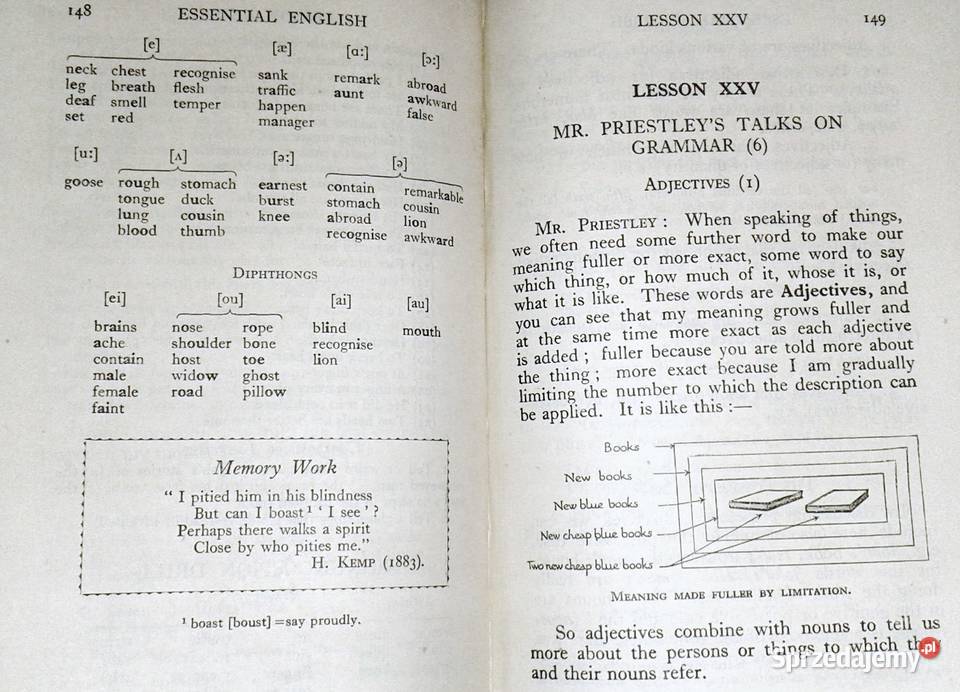 148 ESSENTIAL ENGLISH
[e] [æ] [ɑ:] [ɔ:]
neck chest recognise sank remark abroad
leg breath flesh traffic aunt awkward
deaf smell temper happen false
set red manager
[u:] [ʌ] [ə:] [ə]
goose rough stomach earnest contain remarkable
tongue duck burst stomach cousin
lung cousin knee abroad lion
blood thumb recognise awkward
DIPHTHONGS
[ei] [ou] [ai] [au]
brains nose rope blind mouth
ache shoulder bone recognise
contain host toe lion
male widow ghost
female road pillow
faint
Memory Work
" I pitied him in his blindness
But can I boast¹ ' I see ' ?
Perhaps there walks a spirit
Close by who pities me."
H. KEMP (1883).
¹ boast [boust] =say proudly.
LESSON XXV 149
LESSON XXV
MR. PRIESTLEY'S TALKS ON
GRAMMAR (6)
ADJECTIVES (1)
MR. PRIESTLEY : When speaking of things,
we often need some further word to make our
meaning fuller or more exact, some word to say
which thing, or how much of it, whose it is, or
what it is like. These words are Adjectives, and
you can see that my meaning grows fuller and
at the same time more exact as each adjective
is added ; fuller because you are told more about
the thing ; more exact because I am gradually
limiting the number to which the description can
be applied. It is like this :—
Books
New books
New blue books
New cheap blue books
Two new cheap blue books
MEANING MADE FULLER BY LIMITATION.
So adjectives combine with nouns to tell us
more about the persons or things to which
and their nouns refer.
Sprzedajemy.pl